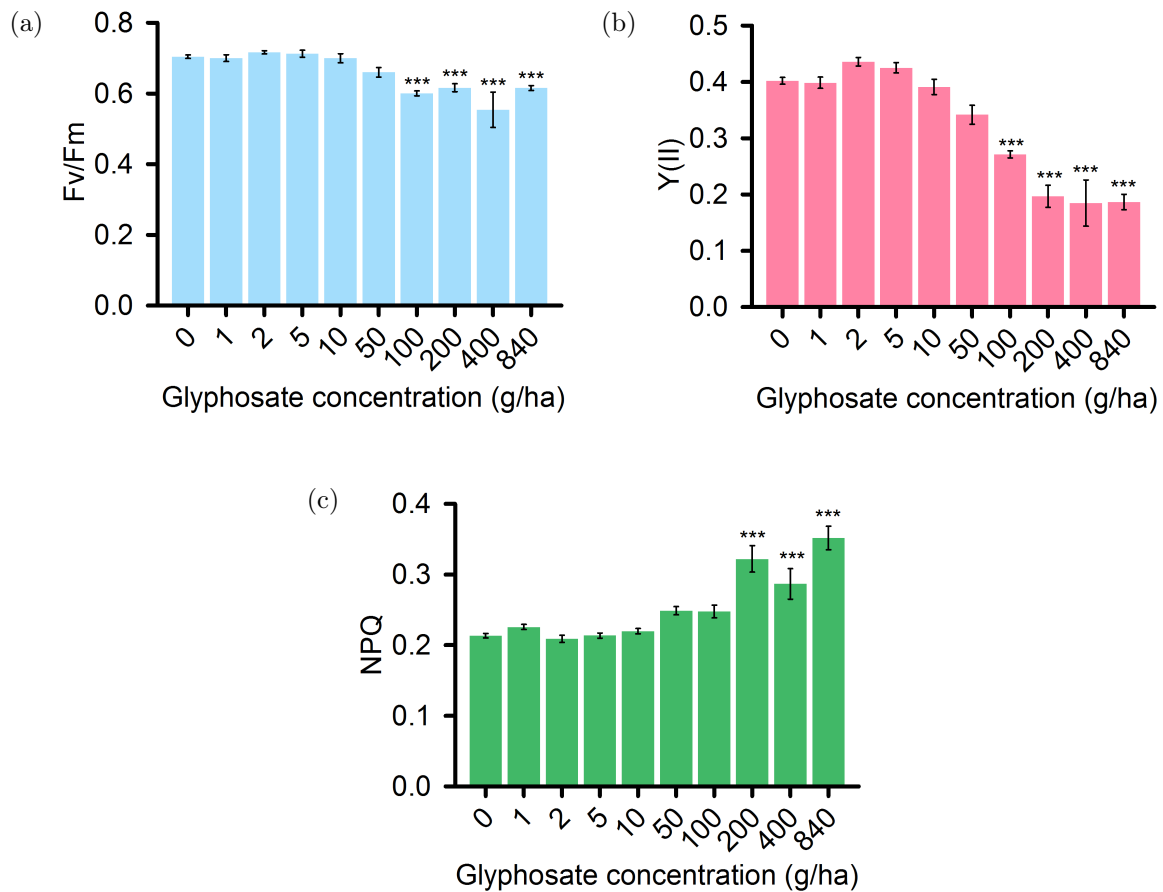 (a)
Fv/Fm
0.8
0.6
0.4
0.2
0.0
*** *** *** ***
0 1 2 5 10 50 100 200 400 840
Glyphosate concentration (g/ha)
(b)
Y(II)
0.5
0.4
0.3
0.2
0.1
0.0
*** *** *** ***
0 1 2 5 10 50 100 200 400 840
Glyphosate concentration (g/ha)
(c)
NPQ
0.4
0.3
0.2
0.1
0.0
*** *** ***
0 1 2 5 10 50 100 200 400 840
Glyphosate concentration (g/ha)